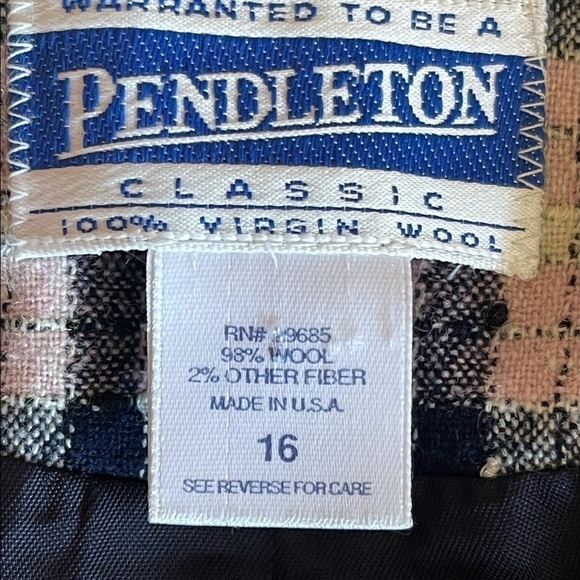 WARRANTED TO BE A
PENDLETON
CLASSIC
100% VIRGIN WOOL
RN# 29685
98% WOOL
2% OTHER FIBER
MADE IN U.S.A.
16
SEE REVERSE FOR CARE